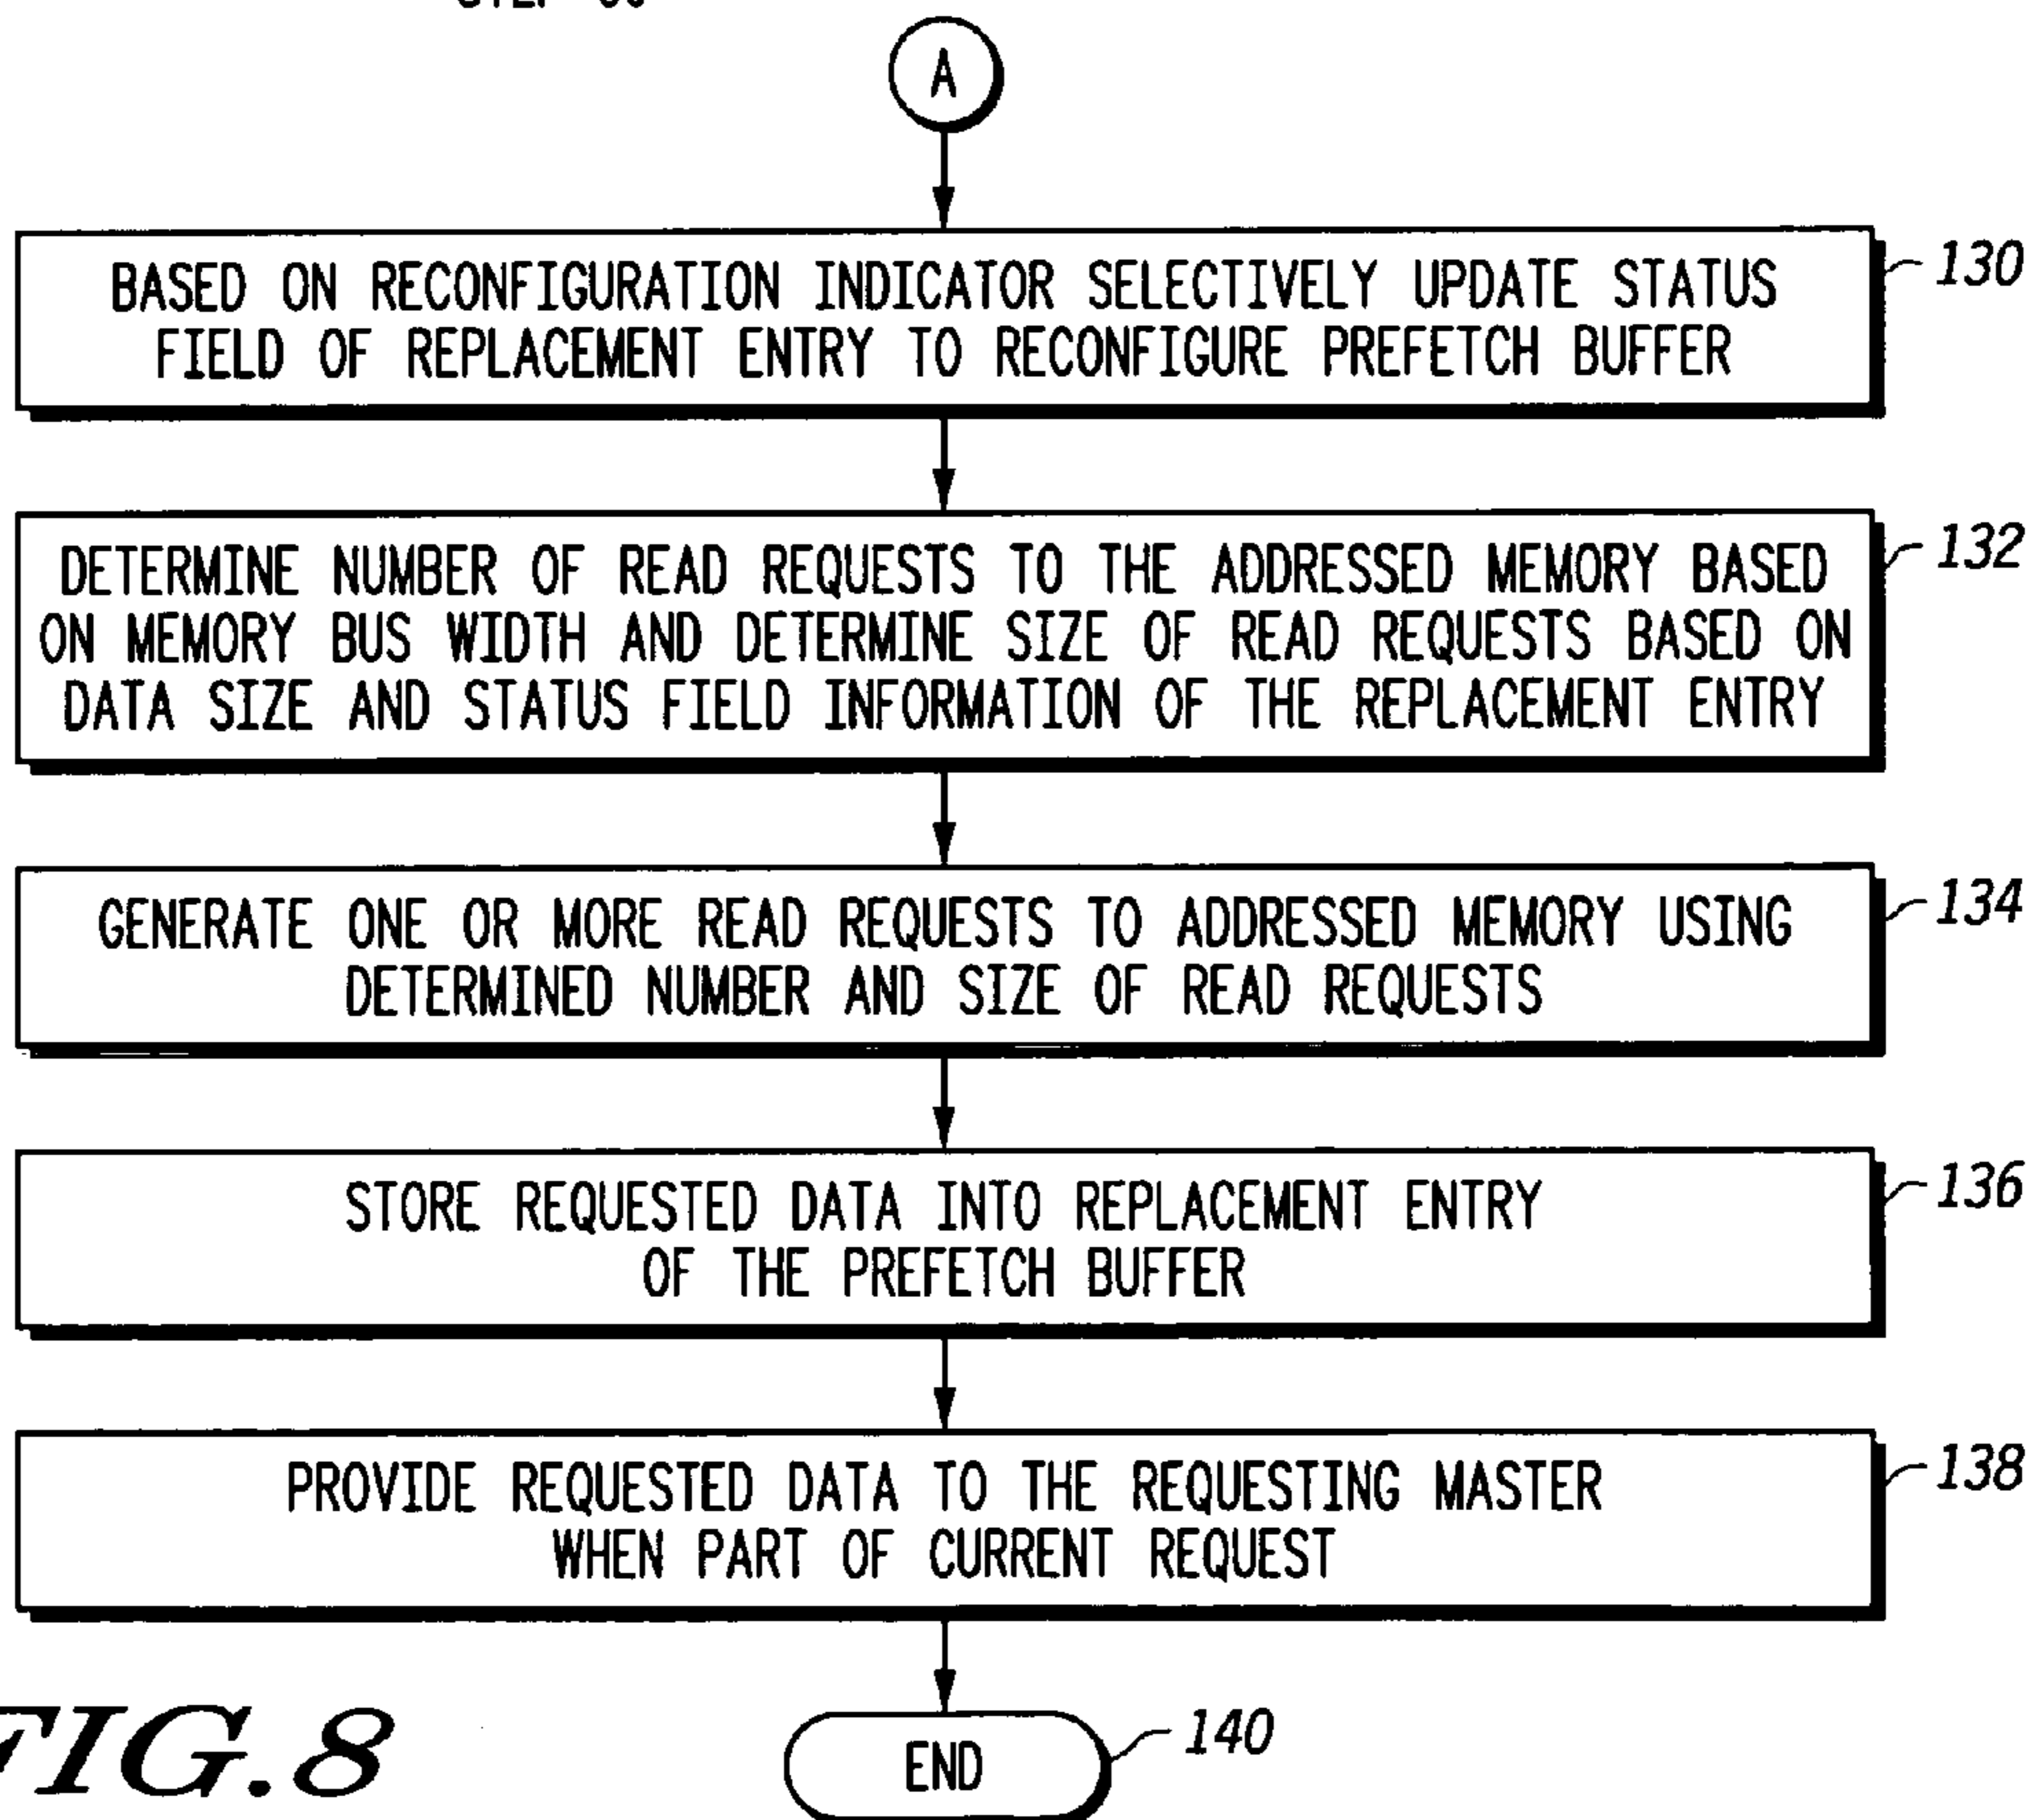 A
BASED ON RECONFIGURATION INDICATOR SELECTIVELY UPDATE STATUS
FIELD OF REPLACEMENT ENTRY TO RECONFIGURE PREFETCH BUFFER
130
DETERMINE NUMBER OF READ REQUESTS TO THE ADDRESSED MEMORY BASED
ON MEMORY BUS WIDTH AND DETERMINE SIZE OF READ REQUESTS BASED ON
DATA SIZE AND STATUS FIELD INFORMATION OF THE REPLACEMENT ENTRY
132
GENERATE ONE OR MORE READ REQUESTS TO ADDRESSED MEMORY USING
DETERMINED NUMBER AND SIZE OF READ REQUESTS
134
STORE REQUESTED DATA INTO REPLACEMENT ENTRY
OF THE PREFETCH BUFFER
136
PROVIDE REQUESTED DATA TO THE REQUESTING MASTER
WHEN PART OF CURRENT REQUEST
138
END
140
FIG.8